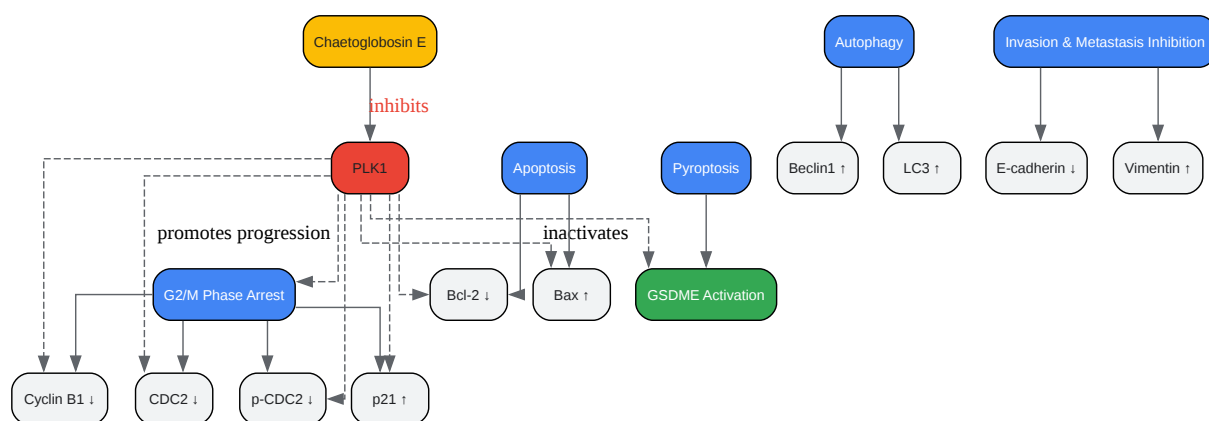 Chaetoglobosin E
Autophagy
Invasion & Metastasis Inhibition
inhibits
PLK1
Apoptosis
Pyroptosis
Beclin1 ↑
LC3 ↑
E-cadherin ↓
Vimentin ↑
promotes progression
inactivates
G2/M Phase Arrest
Bcl-2 ↓
Bax ↑
GSDME Activation
Cyclin B1 ↓
CDC2 ↓
p-CDC2 ↓
p21 ↑